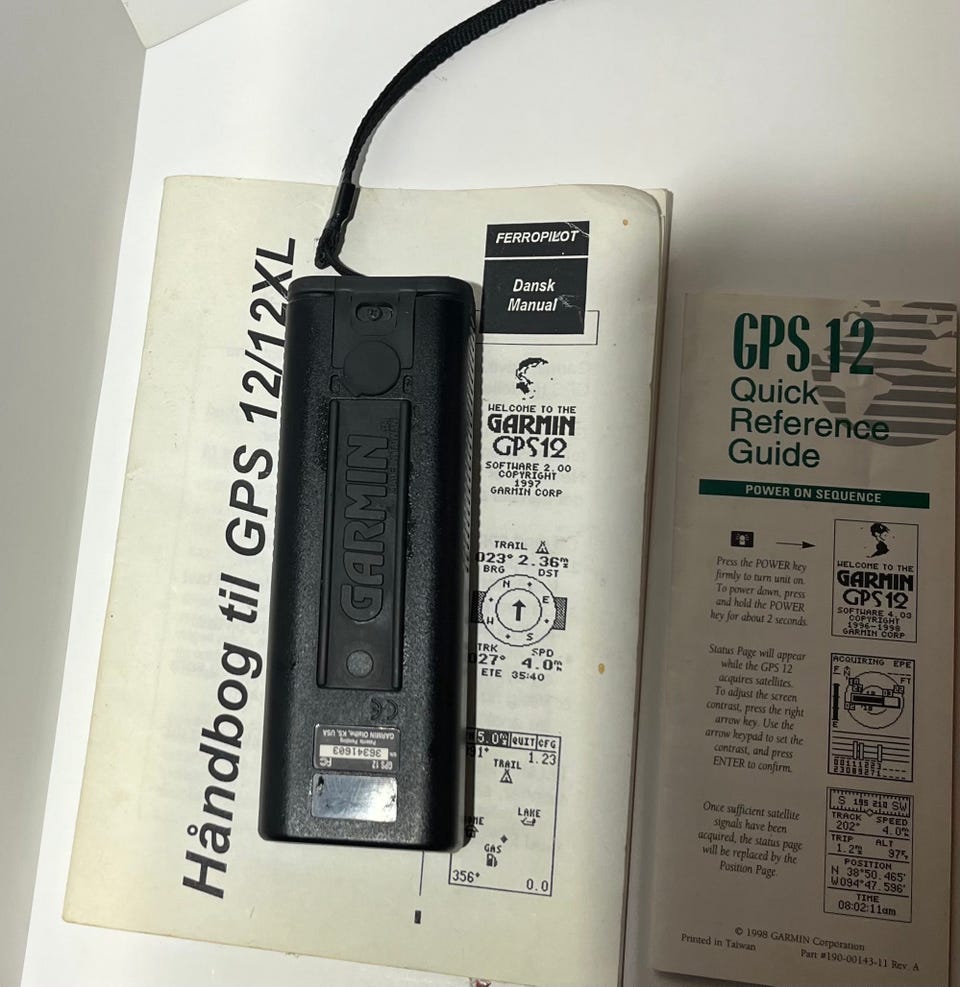 Håndbog til GPS 12/12XL
FERROPILOT
Dansk
Manual
WELCOME TO THE
GARMIN
GPS12
SOFTWARE 2.00
COPYRIGHT
1997
GARMIN CORP
TRAIL
023° 2.36
BRG DST
N
E
S
W
TRK SPD
027° 4.0
ETE 35:40
5.0 QUIT CFG
91° 1.23
TRAIL
LAKE
GAS
356° 0.0
GARMIN
CE
GPS 12
FC
36341603
Patents Pending
GARMIN Olathe, KS, USA
GPS 12
Quick
Reference
Guide
POWER ON SEQUENCE
Press the POWER key
firmly to turn unit on.
To power down, press
and hold the POWER
key for about 2 seconds.
WELCOME TO THE
GARMIN
GPS12
SOFTWARE 4.03
COPYRIGHT
1996-1998
GARMIN CORP
Status Page will appear
while the GPS 12
acquires satellites.
To adjust the screen
contrast, press the right
arrow key. Use the
arrow keypad to set the
contrast, and press
ENTER to confirm.
ACQUIRING EPE
F N FT
E
Once sufficient satellite
signals have been
acquired, the status page
will be replaced by the
Position Page.
S 195 210 SW
TRACK SPEED
202° 4.0
TRIP ALT
1.2 97
POSITION
N 38°50.465'
W094°47.596'
TIME
08:02:11am
© 1998 GARMIN Corporation
Printed in Taiwan Part #190-00143-11 Rev. A